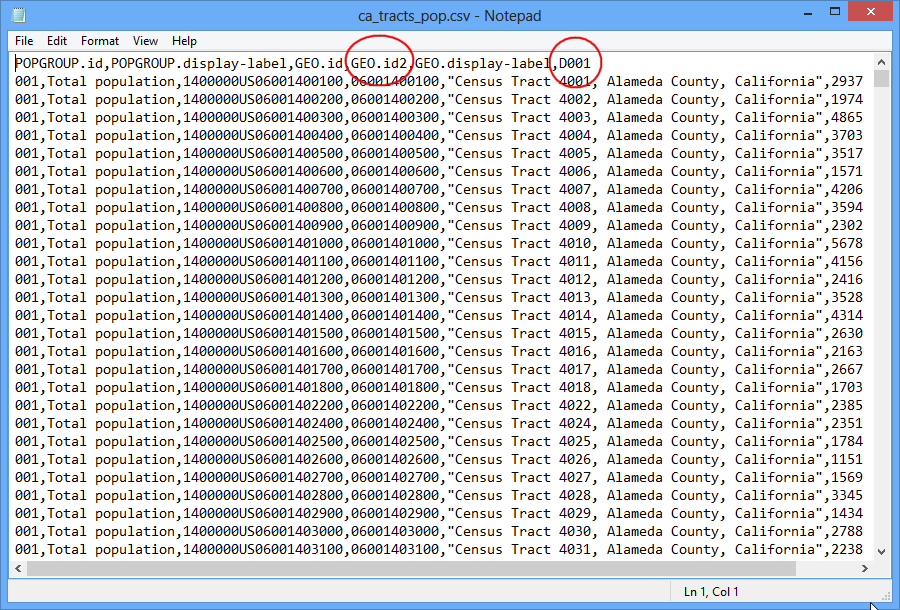 ca_tracts_pop.csv - Notepad
File Edit Format View Help
POPGROUP.id,POPGROUP.display-label,GEO.id,GEO.id2,GEO.display-label,D001
001,Total population,1400000US06001400100,06001400100,"Census Tract 4001, Alameda County, California",2937
001,Total population,1400000US06001400200,06001400200,"Census Tract 4002, Alameda County, California",1974
001,Total population,1400000US06001400300,06001400300,"Census Tract 4003, Alameda County, California",4865
001,Total population,1400000US06001400400,06001400400,"Census Tract 4004, Alameda County, California",3703
001,Total population,1400000US06001400500,06001400500,"Census Tract 4005, Alameda County, California",3517
001,Total population,1400000US06001400600,06001400600,"Census Tract 4006, Alameda County, California",1571
001,Total population,1400000US06001400700,06001400700,"Census Tract 4007, Alameda County, California",4206
001,Total population,1400000US06001400800,06001400800,"Census Tract 4008, Alameda County, California",3594
001,Total population,1400000US06001400900,06001400900,"Census Tract 4009, Alameda County, California",2302
001,Total population,1400000US06001401000,06001401000,"Census Tract 4010, Alameda County, California",5678
001,Total population,1400000US06001401100,06001401100,"Census Tract 4011, Alameda County, California",4156
001,Total population,1400000US06001401200,06001401200,"Census Tract 4012, Alameda County, California",2416
001,Total population,1400000US06001401300,06001401300,"Census Tract 4013, Alameda County, California",3528
001,Total population,1400000US06001401400,06001401400,"Census Tract 4014, Alameda County, California",4314
001,Total population,1400000US06001401500,06001401500,"Census Tract 4015, Alameda County, California",2630
001,Total population,1400000US06001401600,06001401600,"Census Tract 4016, Alameda County, California",2163
001,Total population,1400000US06001401700,06001401700,"Census Tract 4017, Alameda County, California",2667
001,Total population,1400000US06001401800,06001401800,"Census Tract 4018, Alameda County, California",1703
001,Total population,1400000US06001402200,06001402200,"Census Tract 4022, Alameda County, California",2385
001,Total population,1400000US06001402400,06001402400,"Census Tract 4024, Alameda County, California",2351
001,Total population,1400000US06001402500,06001402500,"Census Tract 4025, Alameda County, California",1784
001,Total population,1400000US06001402600,06001402600,"Census Tract 4026, Alameda County, California",1151
001,Total population,1400000US06001402700,06001402700,"Census Tract 4027, Alameda County, California",1569
001,Total population,1400000US06001402800,06001402800,"Census Tract 4028, Alameda County, California",3345
001,Total population,1400000US06001402900,06001402900,"Census Tract 4029, Alameda County, California",1434
001,Total population,1400000US06001403000,06001403000,"Census Tract 4030, Alameda County, California",2788
001,Total population,1400000US06001403100,06001403100,"Census Tract 4031, Alameda County, California",2238
Ln 1, Col 1